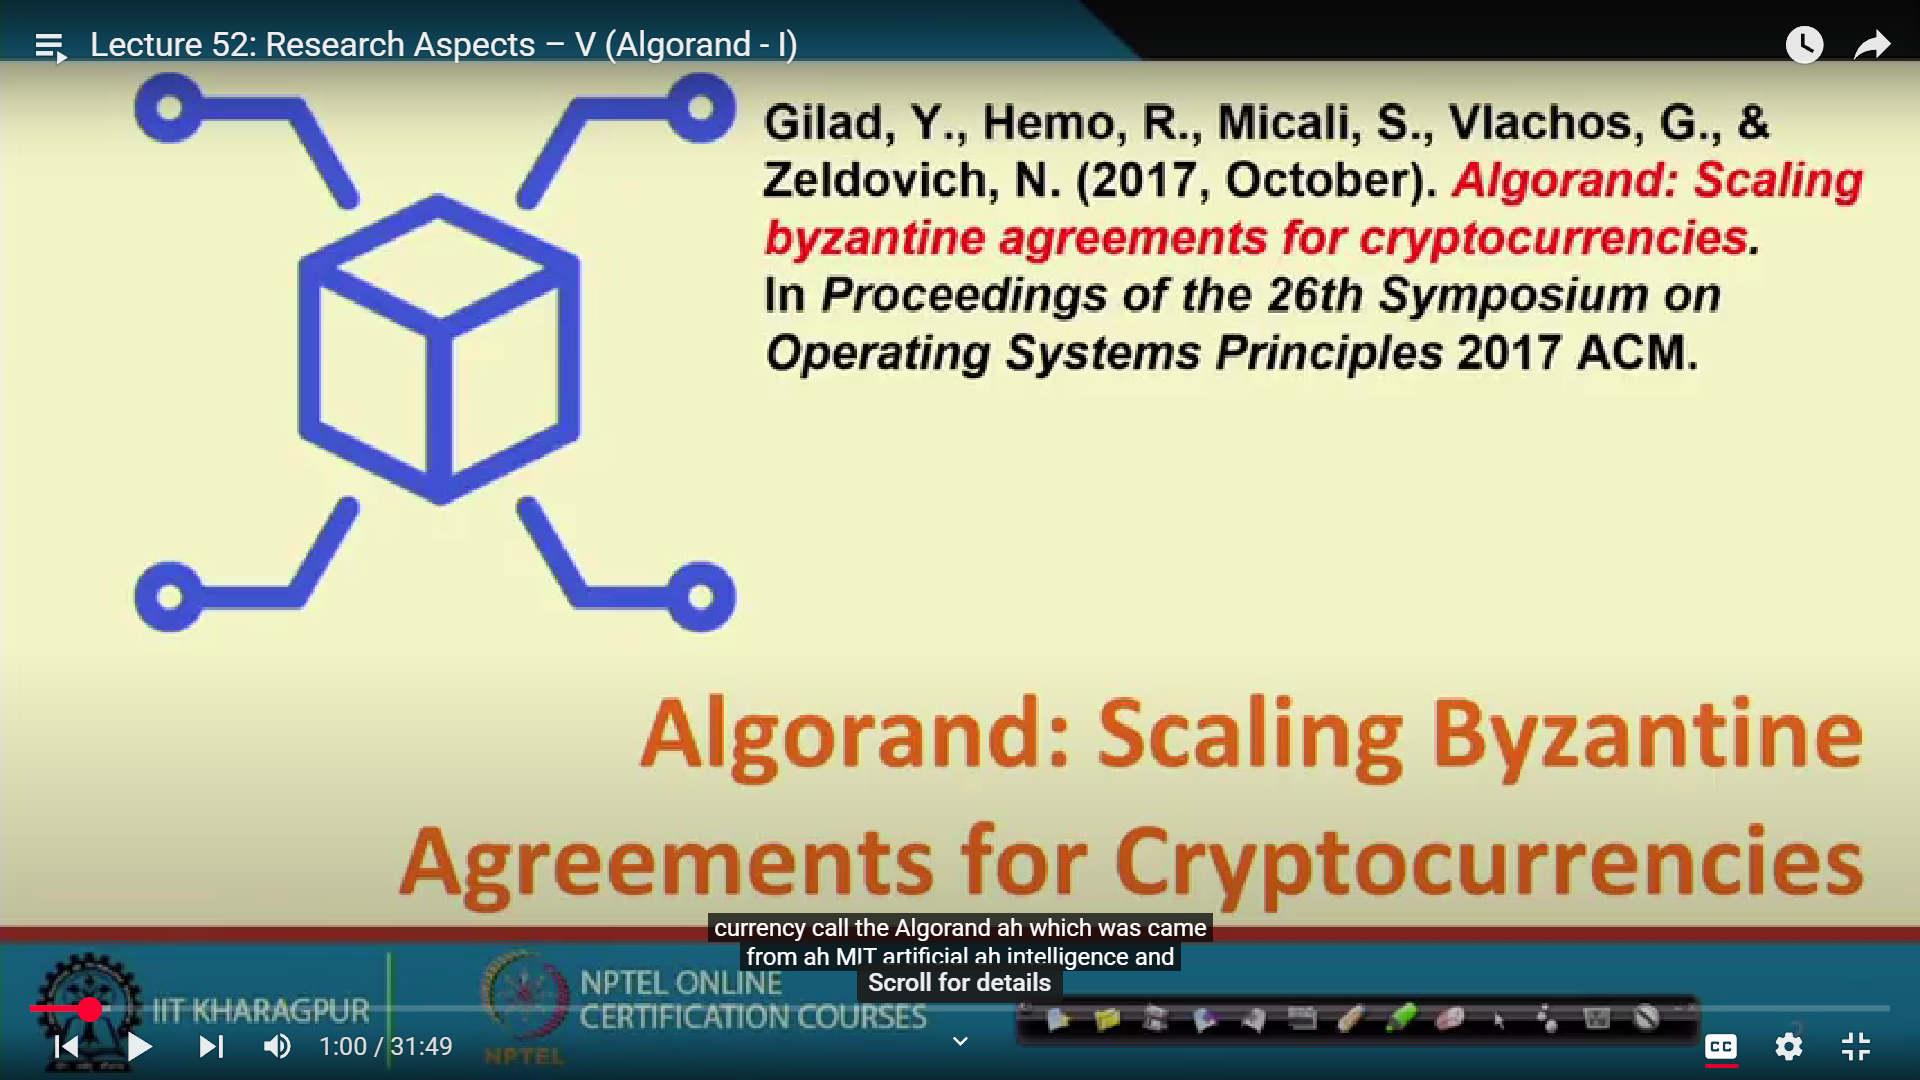 Lecture 52: Research Aspects – V (Algorand - I)
Gilad, Y., Hemo, R., Micali, S., Vlachos, G., &
Zeldovich, N. (2017, October). Algorand: Scaling
byzantine agreements for cryptocurrencies.
In Proceedings of the 26th Symposium on
Operating Systems Principles 2017 ACM.
Algorand: Scaling Byzantine
Agreements for Cryptocurrencies
currency call the Algorand ah which was came
from ah MIT artificial ah intelligence and
Scroll for details
IIT KHARAGPUR
NPTEL ONLINE
CERTIFICATION COURSES
NPTEL
1:00 / 31:49
CC